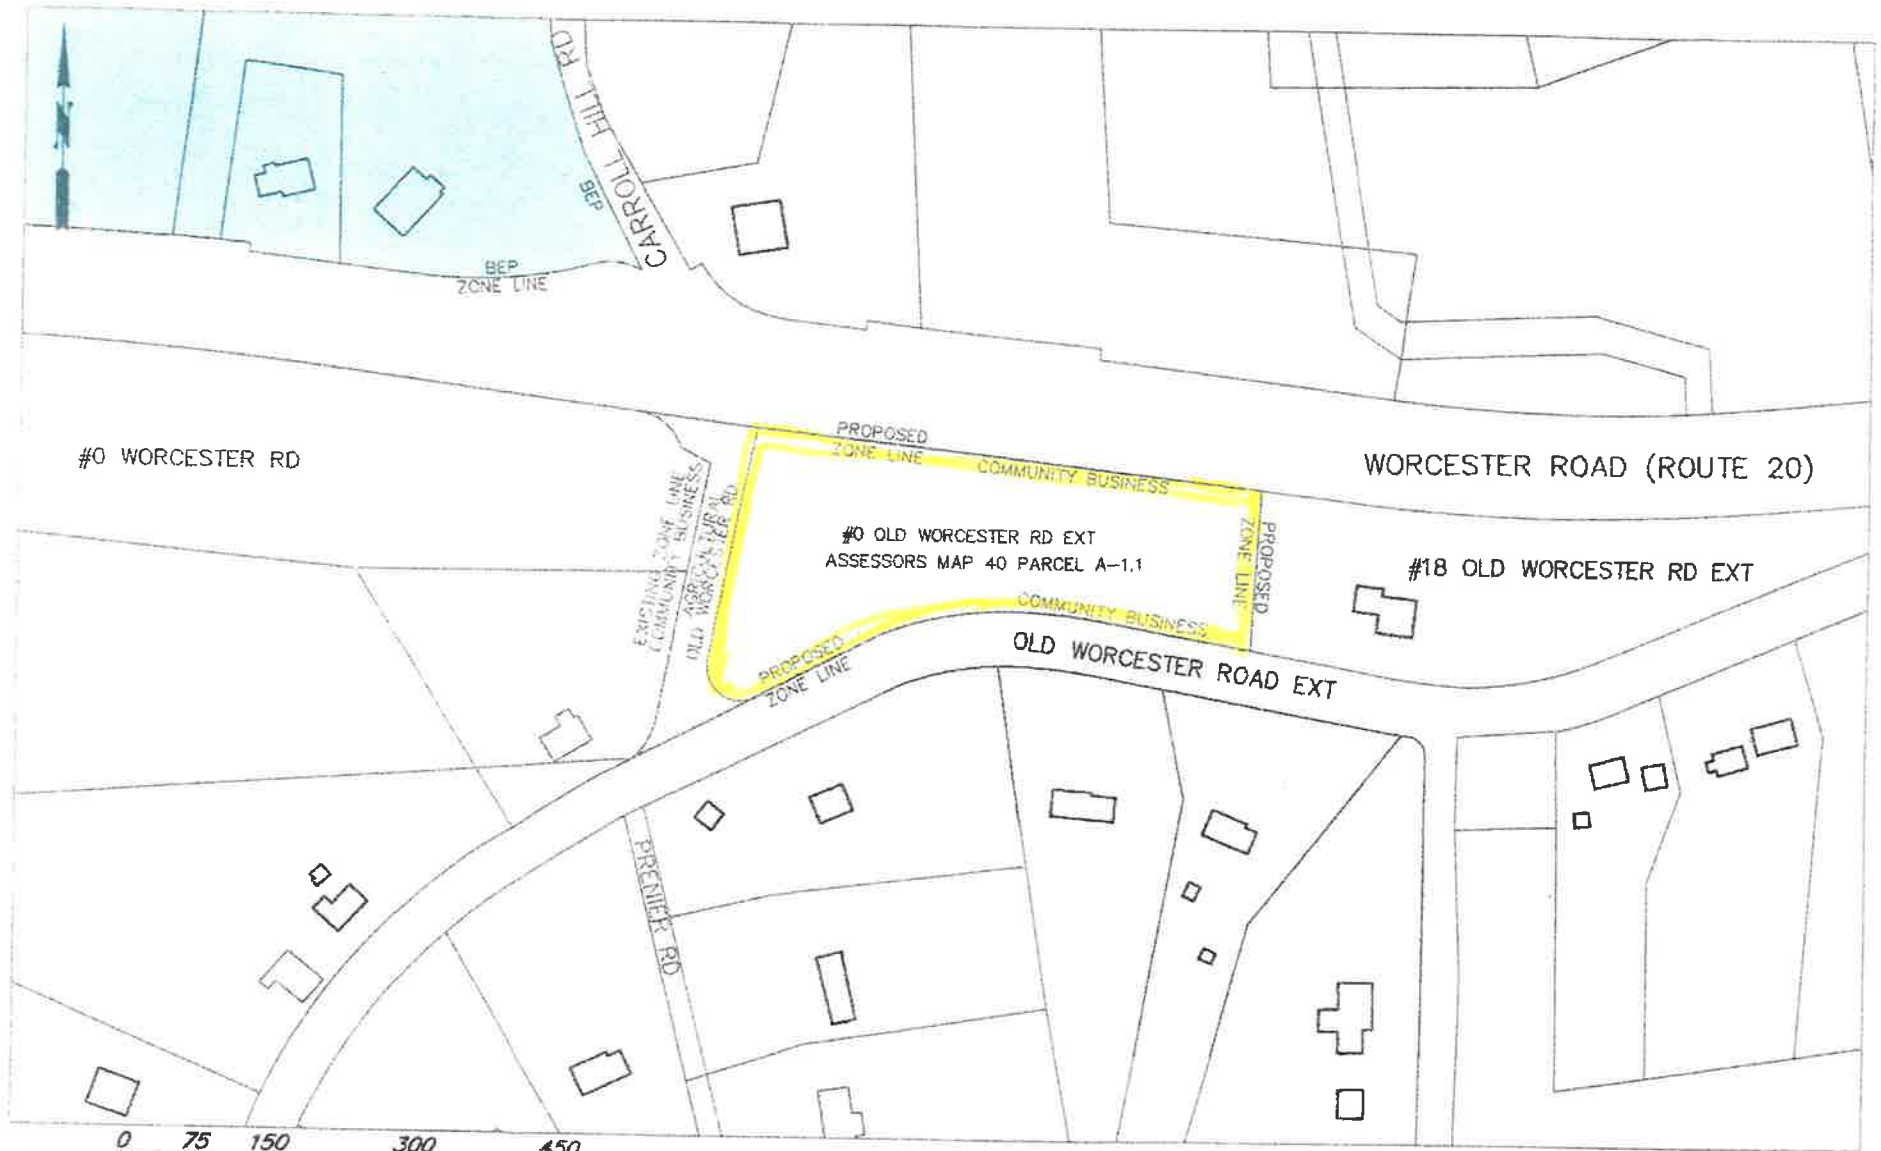 N
CARROLL HILL RD
BEP
BEP
ZONE LINE
#0 WORCESTER RD
PROPOSED
ZONE LINE
COMMUNITY BUSINESS
WORCESTER ROAD (ROUTE 20)
EXISTING ZONE LINE
COMMUNITY BUSINESS
AGRICULTURAL
OLD WORCASTER RD
#0 OLD WORCESTER RD EXT
ASSESSORS MAP 40 PARCEL A-1.1
PROPOSED
ZONE LINE
#18 OLD WORCESTER RD EXT
COMMUNITY BUSINESS
PROPOSED
ZONE LINE
OLD WORCESTER ROAD EXT
PRENIER RD
0 75 150 300 450